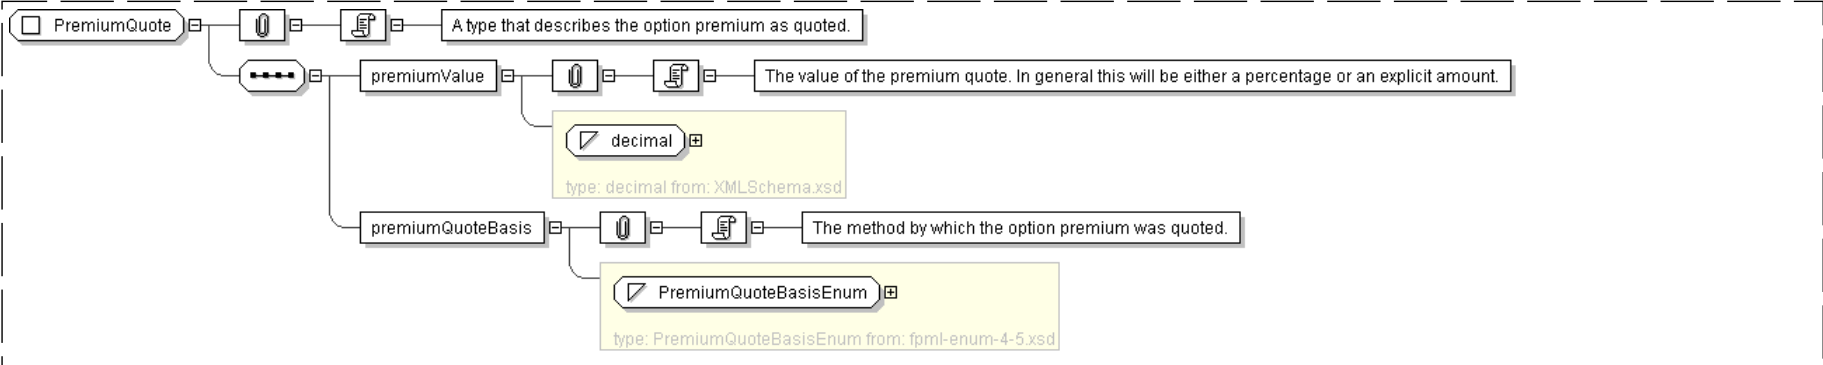 PremiumQuote
A type that describes the option premium as quoted.
premiumValue
The value of the premium quote. In general this will be either a percentage or an explicit amount.
decimal
type: decimal from: XMLSchema.xsd
premiumQuoteBasis
The method by which the option premium was quoted.
PremiumQuoteBasisEnum
type: PremiumQuoteBasisEnum from: fpml-enum-4-5.xsd